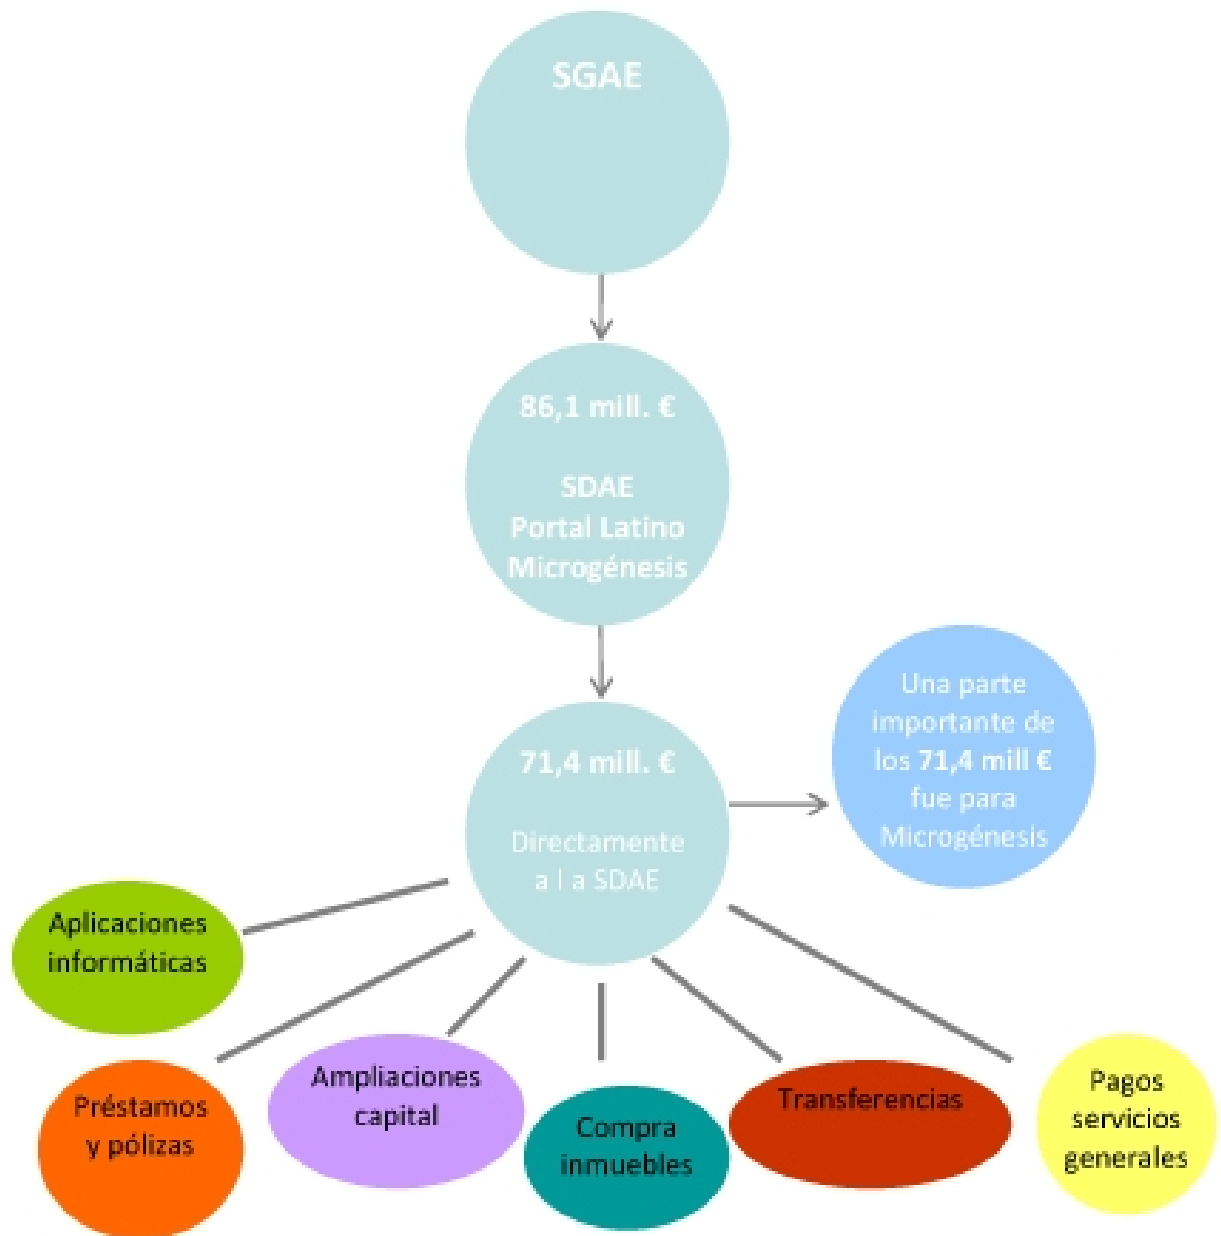 SGAE
86,1 mill. €
SDAE
Portal Latino
Microgénesis
71,4 mill. €
Directamente
a l a SDAE
Una parte
importante de
los 71,4 mill €
fue para
Microgénesis
Aplicaciones
informáticas
Préstamos
y pólizas
Ampliaciones
capital
Compra
inmuebles
Transferencias
Pagos
servicios
generales